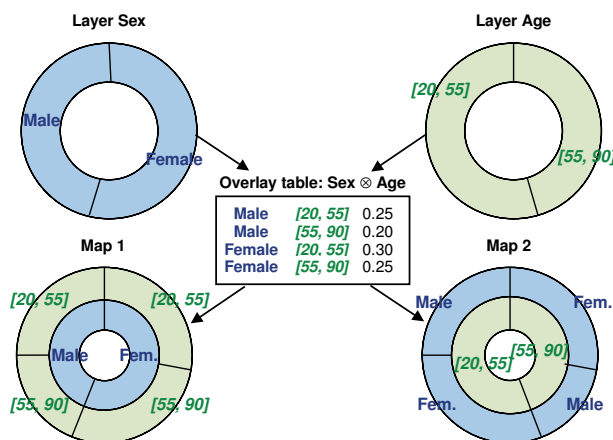 Layer Sex
Layer Age
Male
Female
[20, 55]
[55, 90]
Overlay table: Sex ⊗ Age
Male [20, 55] 0.25
Male [55, 90] 0.20
Female [20, 55] 0.30
Female [55, 90] 0.25
Map 1
[20, 55] [20, 55]
Male Fem.
[55, 90] [55, 90]
Map 2
Male Fem.
[20, 55] [55, 90]
Fem. Male